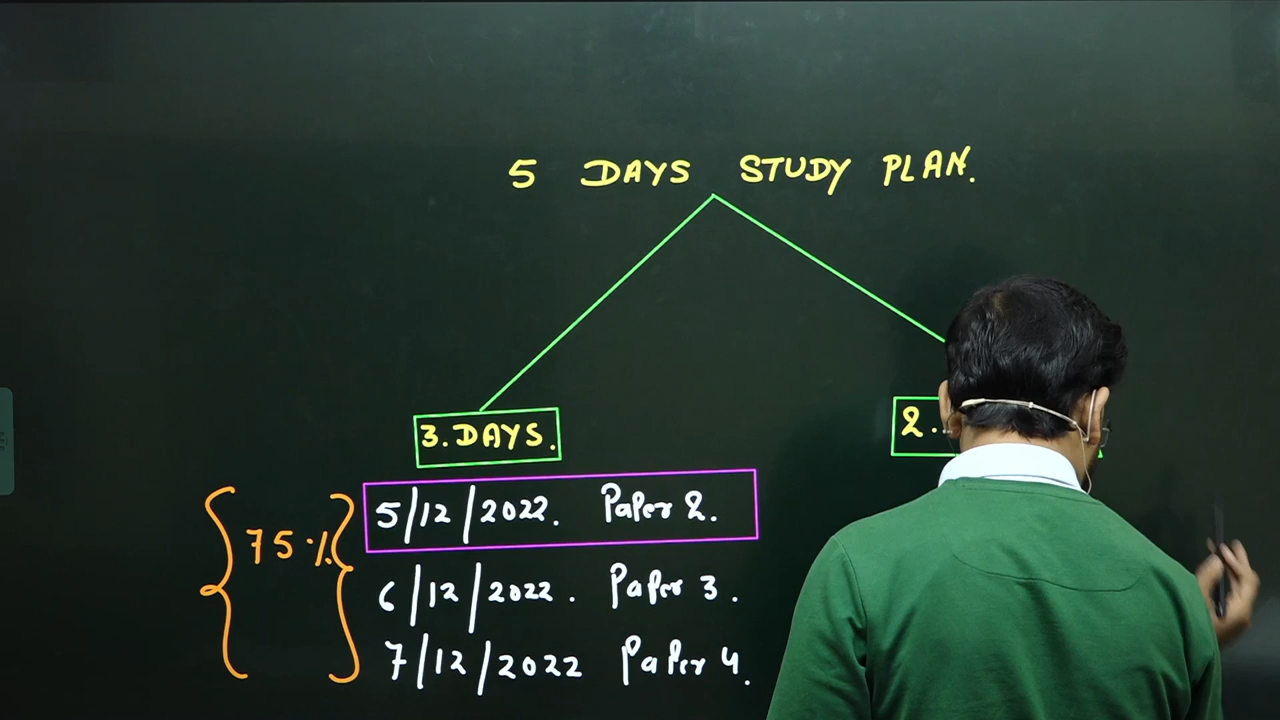 5 DAYS STUDY PLAN.
3. DAYS. 2.
5/12/2022. Paper 2.
75 %
6/12/2022. Paper 3.
7/12/2022 Paper 4.